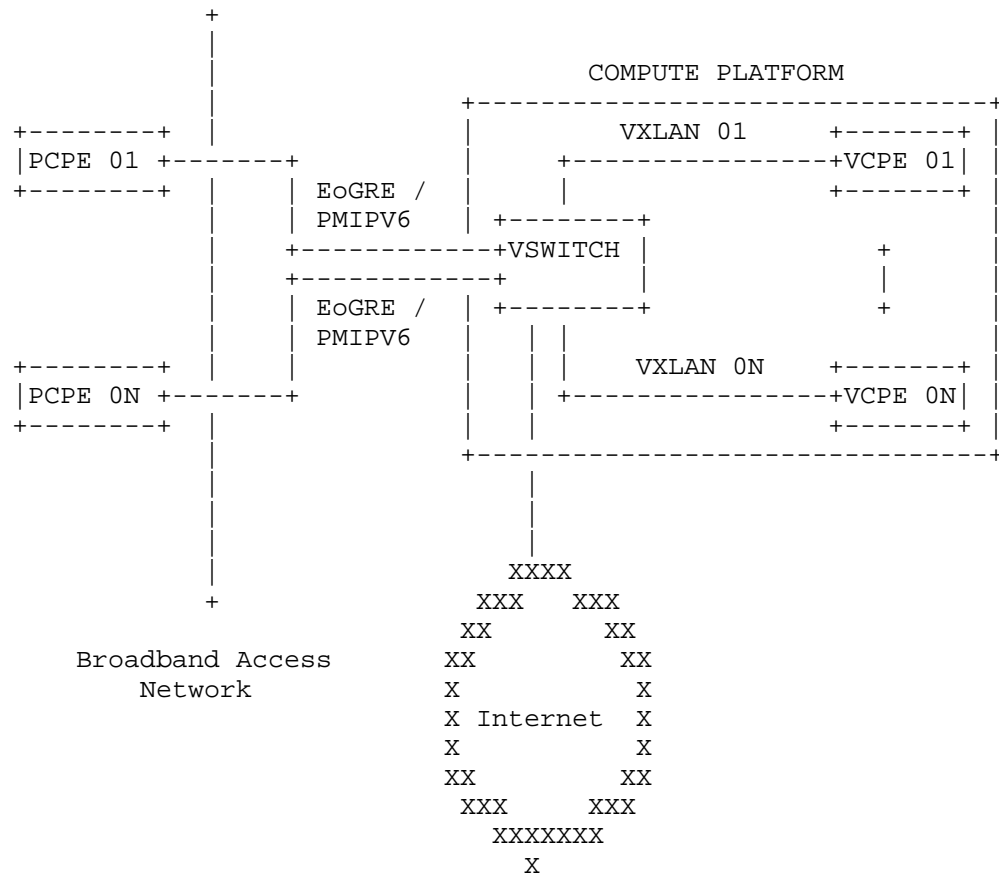 COMPUTE PLATFORM
VXLAN 01
PCPE 01
VCPE 01
EoGRE /
PMIPV6
VSWITCH
EoGRE /
PMIPV6
VXLAN 0N
PCPE 0N
VCPE 0N
Broadband Access
Network
Internet